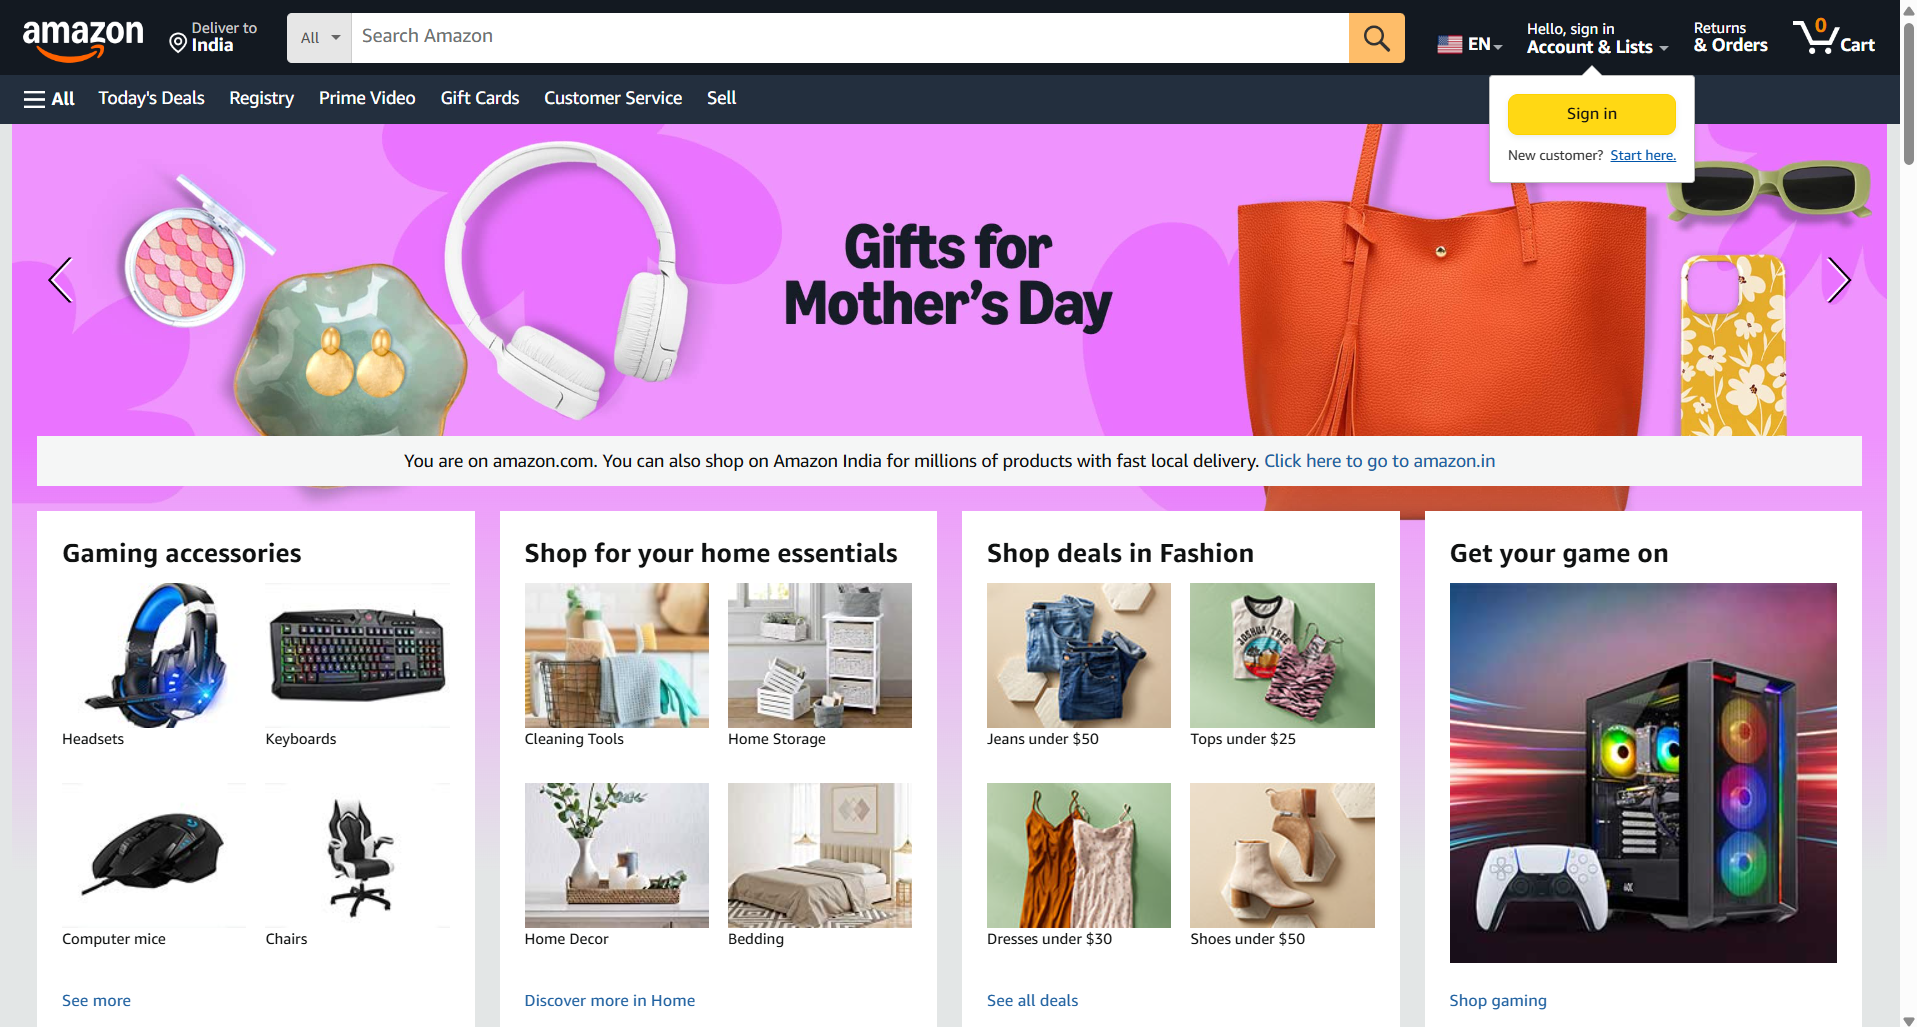 amazon
Deliver to
India
All
Search Amazon
EN
Hello, sign in
Account & Lists
Returns
& Orders
0
Cart
All
Today's Deals
Registry
Prime Video
Gift Cards
Customer Service
Sell
Sign in
New customer? Start here.
Gifts for
Mother's Day
You are on amazon.com. You can also shop on Amazon India for millions of products with fast local delivery. Click here to go to amazon.in
Gaming accessories
Headsets
Keyboards
Computer mice
Chairs
See more
Shop for your home essentials
Cleaning Tools
Home Storage
Home Decor
Bedding
Discover more in Home
Shop deals in Fashion
JOSHUA TREE
Jeans under $50
Tops under $25
Dresses under $30
Shoes under $50
See all deals
Get your game on
Shop gaming